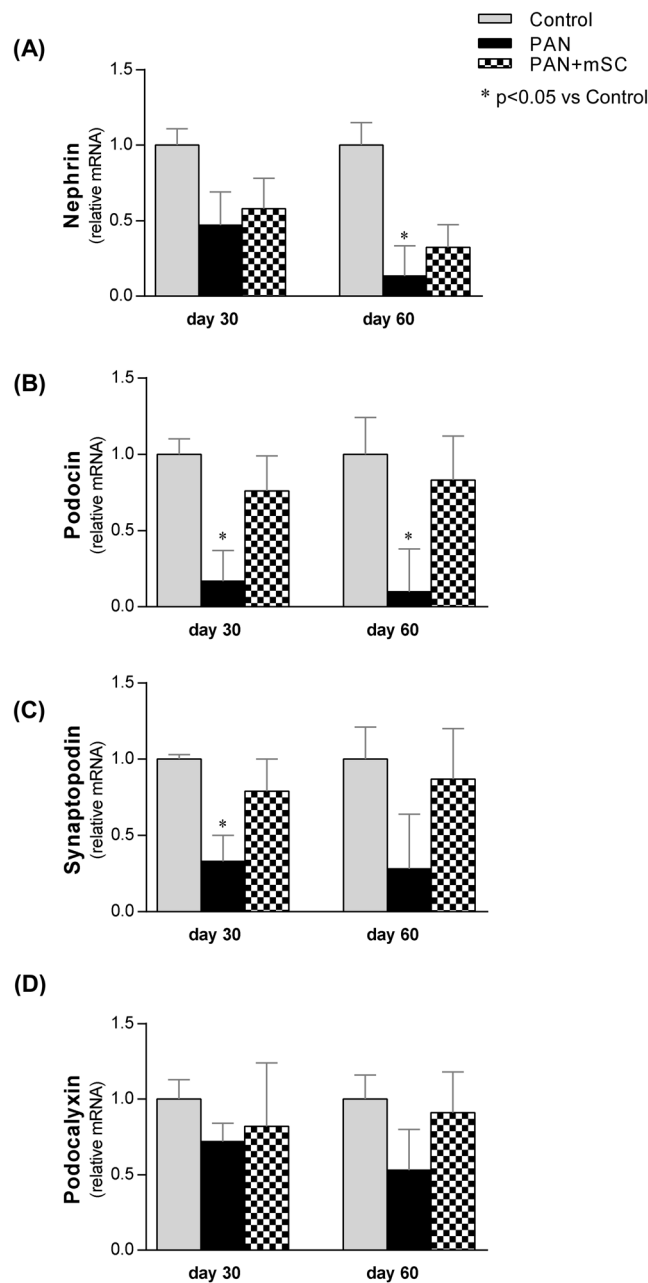 Control
PAN
PAN+mSC
* p<0.05 vs Control
(A)
Nephrin
(relative mRNA)
1.5
1.0
0.5
0.0
*
day 30
day 60
(B)
Podocin
(relative mRNA)
1.5
1.0
0.5
0.0
*
*
day 30
day 60
(C)
Synaptopodin
(relative mRNA)
1.5
1.0
0.5
0.0
*
day 30
day 60
(D)
Podocalyxin
(relative mRNA)
1.5
1.0
0.5
0.0
day 30
day 60